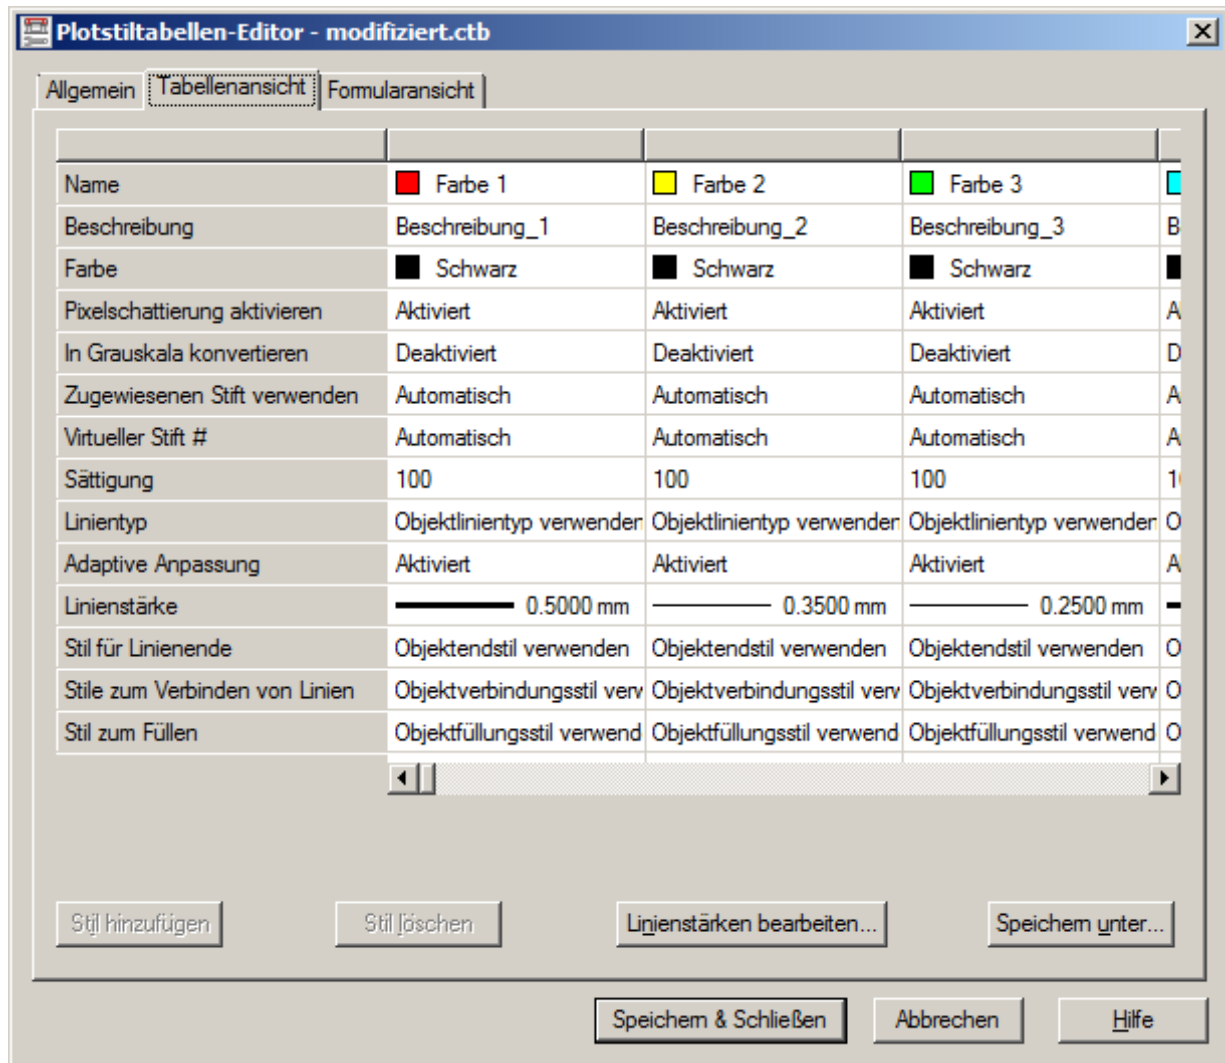 Plotstiltabellen-Editor - modifiziert.ctb
Allgemein Tabellenansicht Formularansicht
Name Farbe 1 Farbe 2 Farbe 3
Beschreibung Beschreibung_1 Beschreibung_2 Beschreibung_3 B
Farbe Schwarz Schwarz Schwarz
Pixelschattierung aktivieren Aktiviert Aktiviert Aktiviert A
In Grauskala konvertieren Deaktiviert Deaktiviert Deaktiviert D
Zugewiesenen Stift verwenden Automatisch Automatisch Automatisch A
Virtueller Stift # Automatisch Automatisch Automatisch A
Sättigung 100 100 100 1
Linientyp Objektlinientyp verwenden Objektlinientyp verwenden Objektlinientyp verwenden O
Adaptive Anpassung Aktiviert Aktiviert Aktiviert A
Linienstärke 0.5000 mm 0.3500 mm 0.2500 mm
Stil für Linienende Objektendstil verwenden Objektendstil verwenden Objektendstil verwenden O
Stile zum Verbinden von Linien Objektverbindungsstil verw Objektverbindungsstil verw Objektverbindungsstil verw O
Stil zum Füllen Objektfüllungsstil verwend Objektfüllungsstil verwend Objektfüllungsstil verwend O
Stil hinzufügen Stil löschen Linienstärken bearbeiten... Speichern unter...
Speichern & Schließen Abbrechen Hilfe